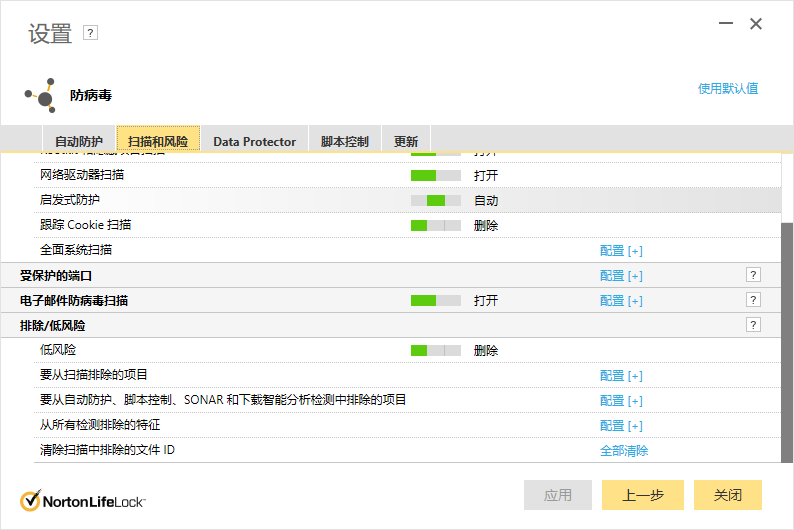 设置 ?
防病毒
使用默认值
自动防护 扫描和风险 Data Protector 脚本控制 更新
网络驱动器扫描 打开
启发式防护 自动
跟踪 Cookie 扫描 删除
全面系统扫描 配置 [+]
受保护的端口 配置 [+] ?
电子邮件防病毒扫描 打开 配置 [+] ?
排除/低风险 ?
低风险 删除
要从扫描排除的项目 配置 [+]
要从自动防护、脚本控制、SONAR 和下载智能分析检测中排除的项目 配置 [+]
从所有检测排除的特征 配置 [+]
清除扫描中排除的文件 ID 全部清除
NortonLifeLock 应用 上一步 关闭